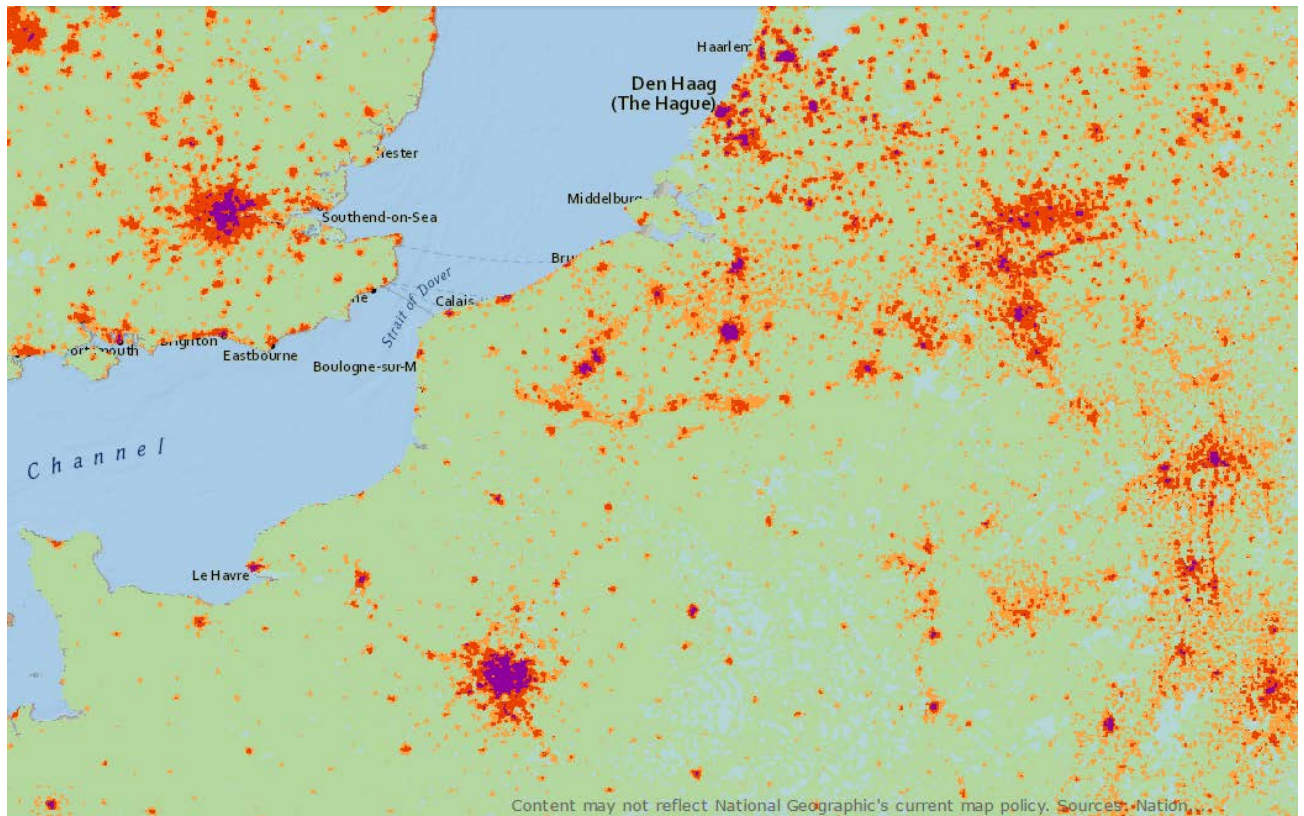 Haarlem
Den Haag
(The Hague)
Middelburg
Southend-on-Sea
Strait of Dover
Calais
Brighton
Eastbourne
Boulogne-sur-M
Channel
Le Havre
Content may not reflect National Geographic's current map policy. Sources: Nation...